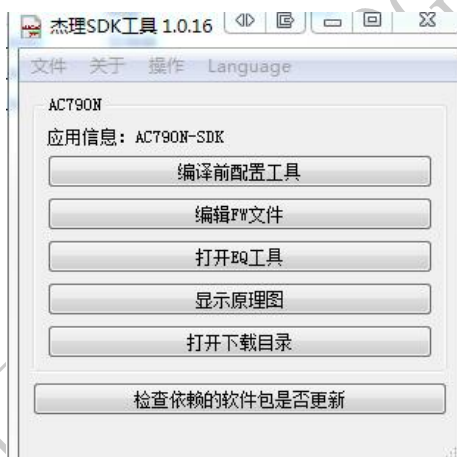 杰理SDK工具 1.0.16
文件 关于 操作 Language
AC790N
应用信息：AC790N-SDK
编译前配置工具
编辑FW文件
打开EQ工具
显示原理图
打开下载目录
检查依赖的软件包是否更新